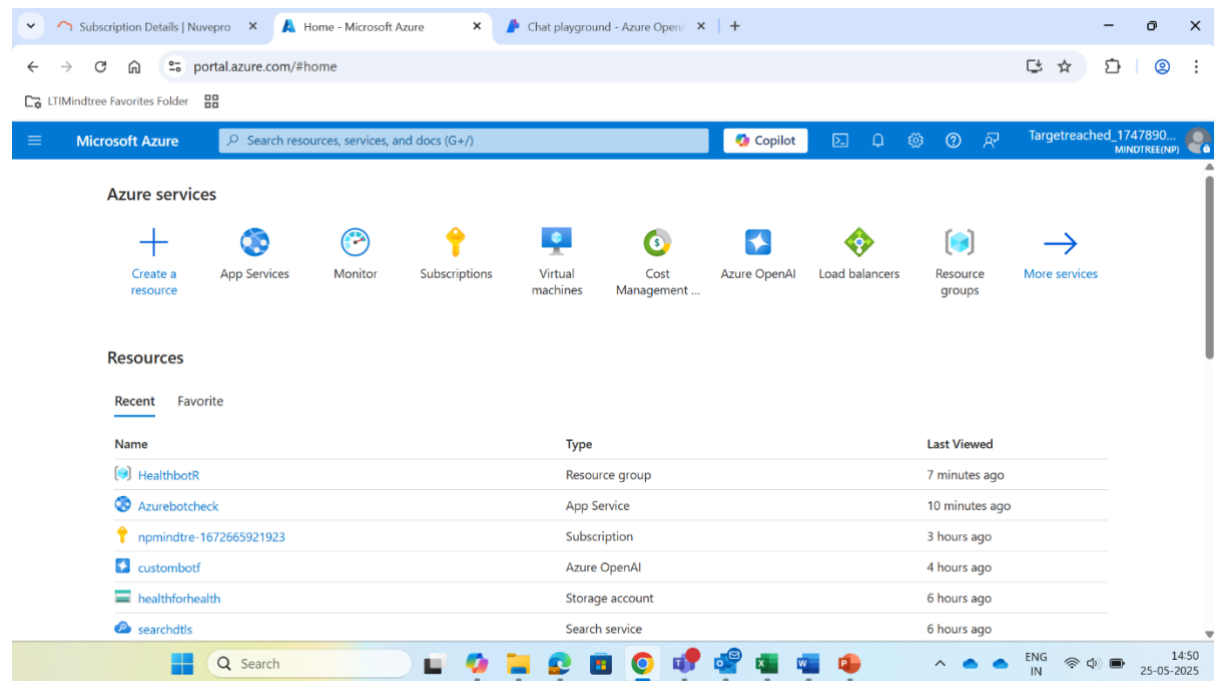 Subscription Details | Nuvepro
Home - Microsoft Azure
Chat playground - Azure Open
portal.azure.com/#home
LTIMindtree Favorites Folder
Microsoft Azure
Search resources, services, and docs (G+/)
Copilot
Targetreached_1747890...
MINDTREE(NP)
Azure services
Create a resource
App Services
Monitor
Subscriptions
Virtual machines
Cost Management ...
Azure OpenAI
Load balancers
Resource groups
More services
Resources
Recent Favorite
Name Type Last Viewed
HealthbotR Resource group 7 minutes ago
Azurebotcheck App Service 10 minutes ago
npmindtre-1672665921923 Subscription 3 hours ago
custombotf Azure OpenAI 4 hours ago
healthforhealth Storage account 6 hours ago
searchdtls Search service 6 hours ago
Search
ENG
IN
14:50
25-05-2025